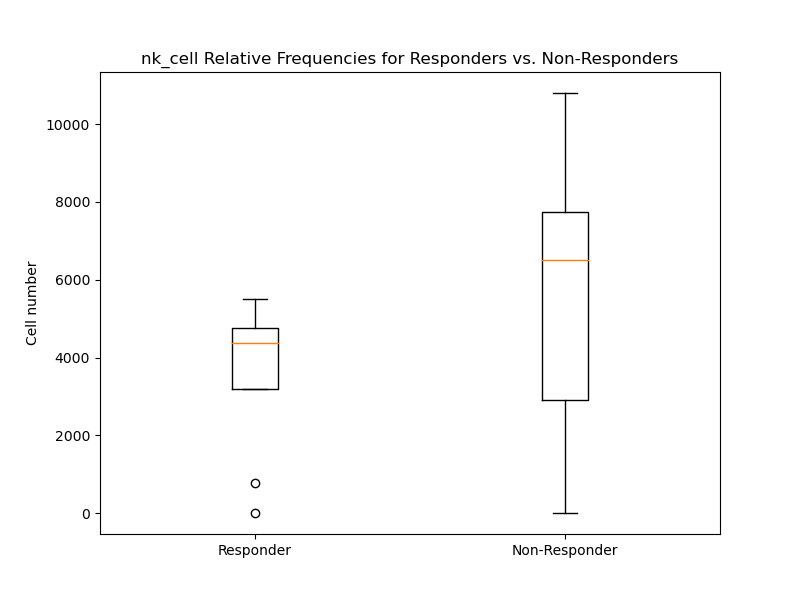 nk_cell Relative Frequencies for Responders vs. Non-Responders
Cell number
10000
8000
6000
4000
2000
0
Responder
Non-Responder